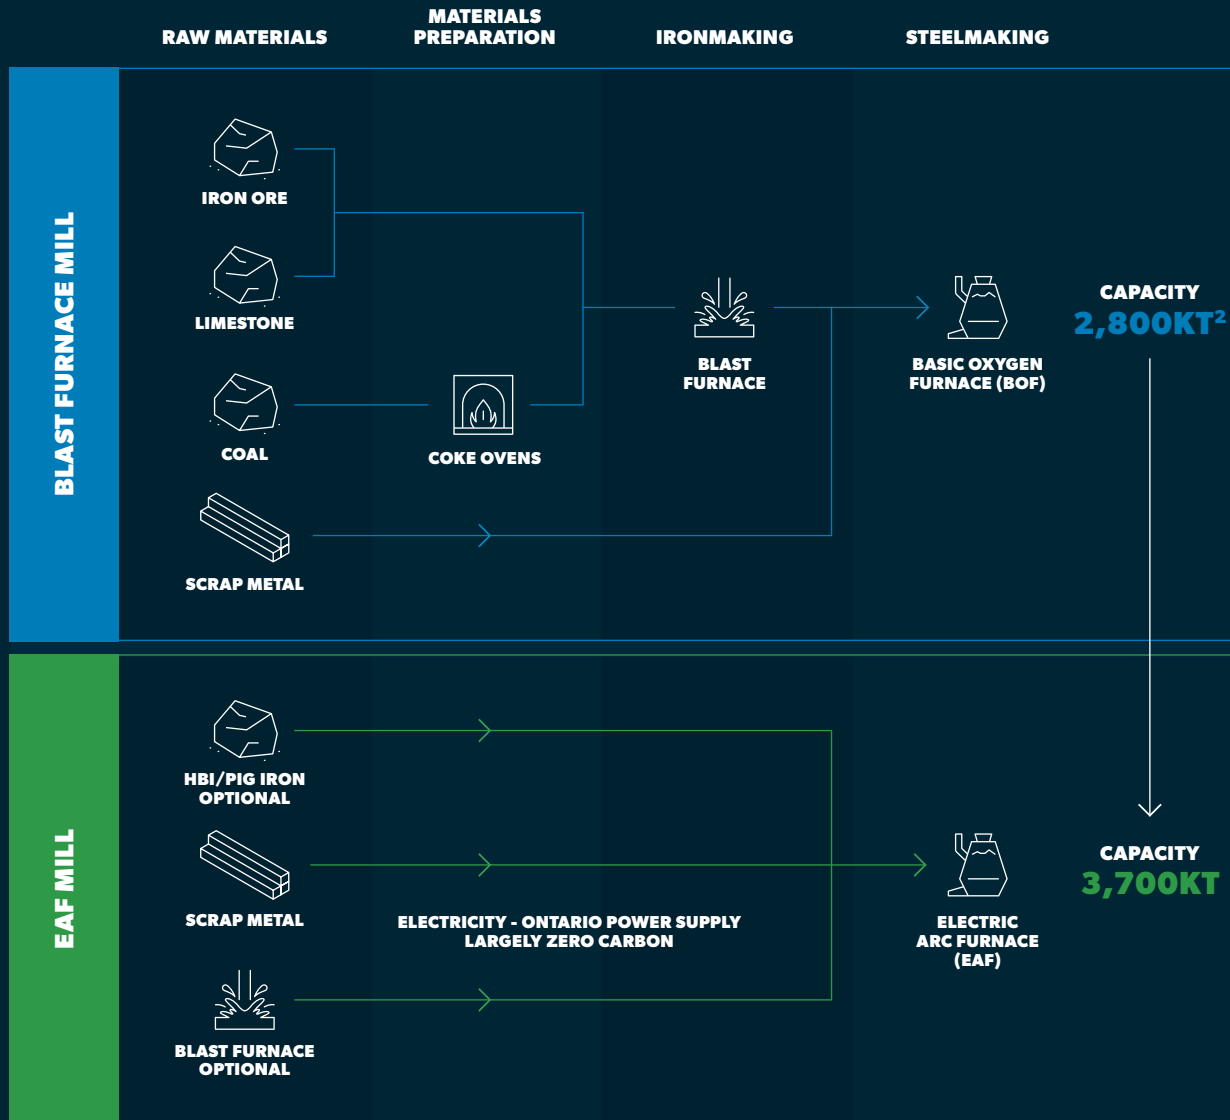 RAW MATERIALS
MATERIALS
PREPARATION
IRONMAKING
STEELMAKING
BLAST FURNACE MILL
IRON ORE
LIMESTONE
COAL
SCRAP METAL
COKE OVENS
BLAST
FURNACE
BASIC OXYGEN
FURNACE (BOF)
CAPACITY
2,800KT²
EAF MILL
HBI/PIG IRON
OPTIONAL
SCRAP METAL
BLAST FURNACE
OPTIONAL
ELECTRICITY - ONTARIO POWER SUPPLY
LARGELY ZERO CARBON
ELECTRIC
ARC FURNACE
(EAF)
CAPACITY
3,700KT